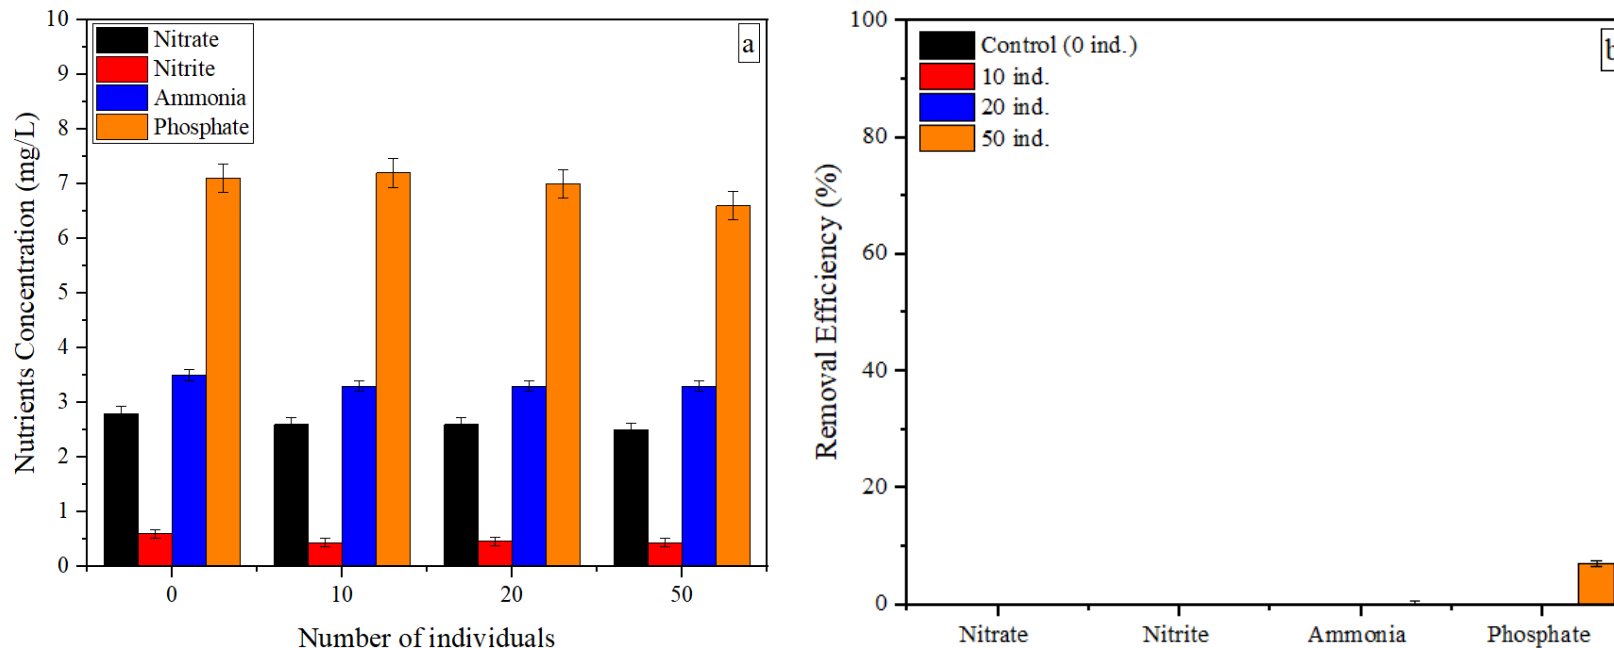 a
Nitrate
Nitrite
Ammonia
Phosphate
10
9
8
7
6
5
4
3
2
1
0
Nutrients Concentration (mg/L)
0 10 20 50
Number of individuals
b
Control (0 ind.)
10 ind.
20 ind.
50 ind.
100
80
60
40
20
0
Removal Efficiency (%)
Nitrate Nitrite Ammonia Phosphate